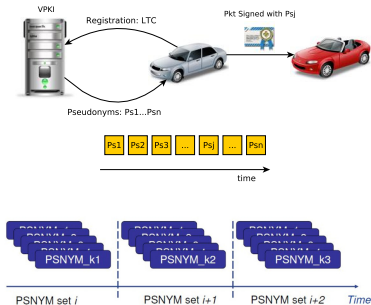 VPKI
Registration: LTC
Pkt Signed with Psj
Pseudonyms: Ps1...Psn
Ps1 Ps2 Ps3 ... Psj ... Psn
time
PSNYM_k1 PSNYM_k2 PSNYM_k3
PSNYM set i PSNYM set i+1 PSNYM set i+2 Time